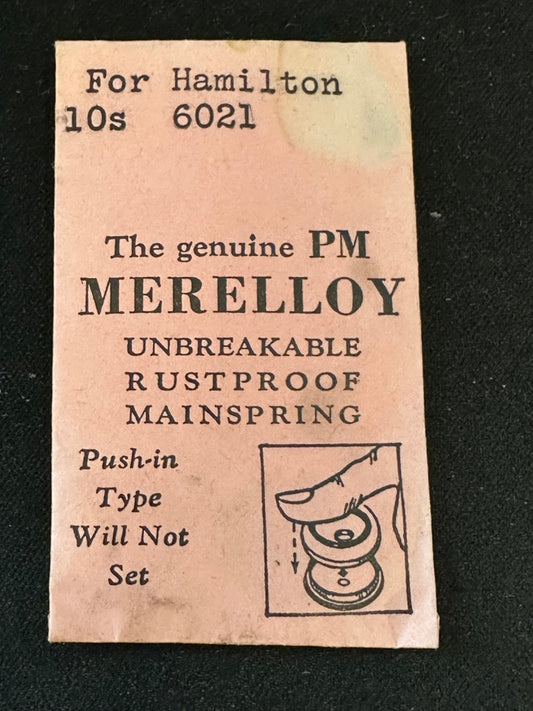 For Hamilton
10s 6021
The genuine PM
MERELLOY
UNBREAKABLE
RUSTPROOF
MAINSPRING
Push-in
Type
Will Not
Set